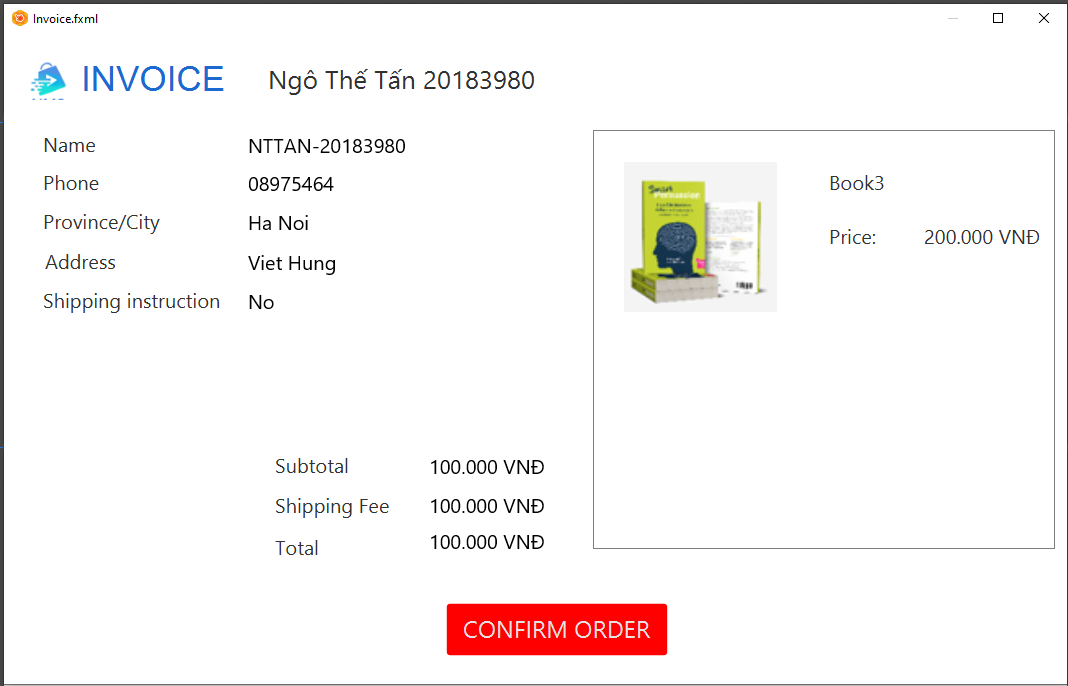 Invoice.fxml
INVOICE
Ngô Thế Tấn 20183980
Name NTTAN-20183980
Phone 08975464
Province/City Ha Noi
Address Viet Hung
Shipping instruction No
Subtotal 100.000 VNĐ
Shipping Fee 100.000 VNĐ
Total 100.000 VNĐ
Smart
Persuasion
Book3
Price: 200.000 VNĐ
CONFIRM ORDER